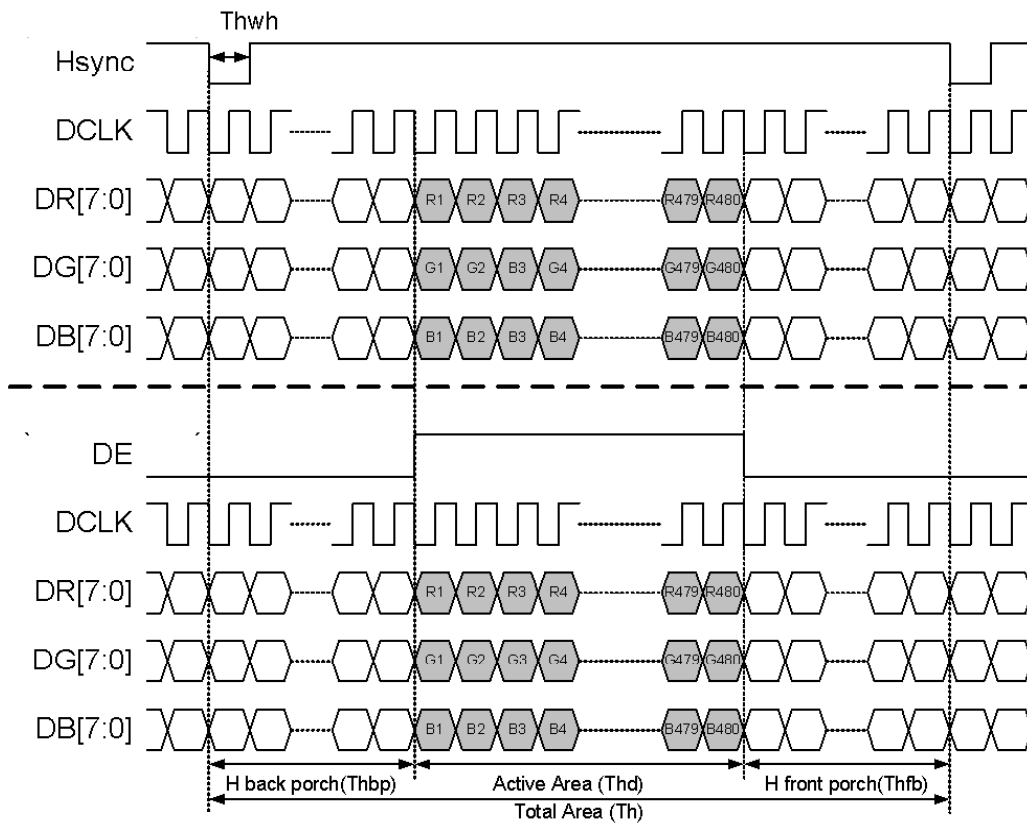 Thwh
Hsync
DCLK
DR[7:0] R1 R2 R3 R4 R479 R480
DG[7:0] G1 G2 B3 G4 G479 G480
DB[7:0] B1 B2 B3 B4 B479 B480
DE
DCLK
DR[7:0] R1 R2 R3 R4 R479 R480
DG[7:0] G1 G2 G3 G4 G479 G480
DB[7:0] B1 B2 B3 B4 B479 B480
H back porch(Thbp) Active Area (Thd) H front porch(Thfb)
Total Area (Th)